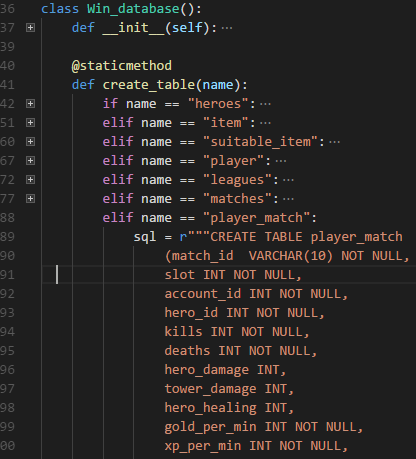 36 class Win_database():
37 def __init__(self):···
39
40 @staticmethod
41 def create_table(name):
42 if name == "heroes":···
51 elif name == "item":···
60 elif name == "suitable_item":···
67 elif name == "player":···
72 elif name == "leagues":···
77 elif name == "matches":···
88 elif name == "player_match":
89 sql = r"""CREATE TABLE player_match
90 (match_id  VARCHAR(10) NOT NULL,
91 slot INT NOT NULL,
92 account_id INT NOT NULL,
93 hero_id INT NOT NULL,
94 kills INT NOT NULL,
95 deaths INT NOT NULL,
96 hero_damage INT,
97 tower_damage INT,
98 hero_healing INT,
99 gold_per_min INT NOT NULL,
00 xp_per_min INT NOT NULL,